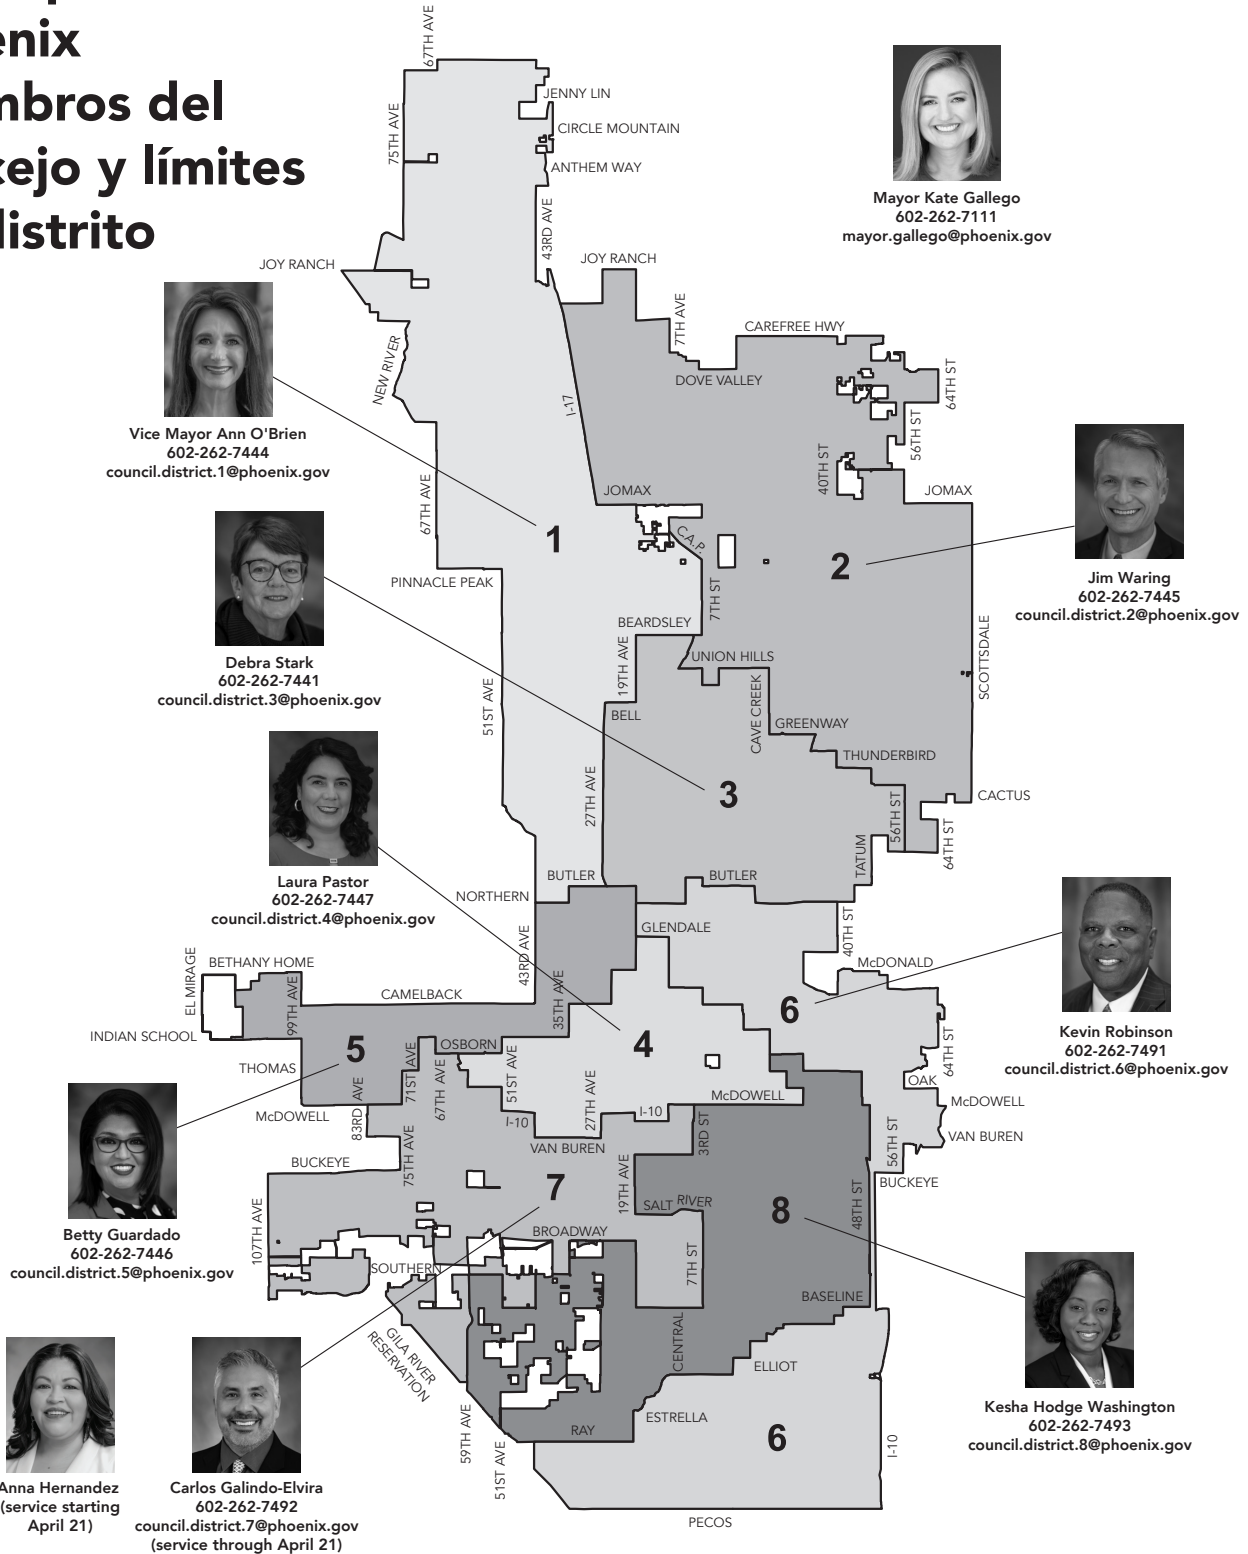 enix
mbros del
cejo y límites
distrito
Mayor Kate Gallego
602-262-7111
mayor.gallego@phoenix.gov
Vice Mayor Ann O'Brien
602-262-7444
council.district.1@phoenix.gov
Jim Waring
602-262-7445
council.district.2@phoenix.gov
Debra Stark
602-262-7441
council.district.3@phoenix.gov
Laura Pastor
602-262-7447
council.district.4@phoenix.gov
Kevin Robinson
602-262-7491
council.district.6@phoenix.gov
Betty Guardado
602-262-7446
council.district.5@phoenix.gov
Kesha Hodge Washington
602-262-7493
council.district.8@phoenix.gov
Anna Hernandez
(service starting
April 21)
Carlos Galindo-Elvira
602-262-7492
council.district.7@phoenix.gov
(service through April 21)
67TH AVE
75TH AVE
JENNY LIN
CIRCLE MOUNTAIN
ANTHEM WAY
43RD AVE
JOY RANCH
JOY RANCH
7TH AVE
CAREFREE HWY
DOVE VALLEY
64TH ST
56TH ST
NEW RIVER
I-17
40TH ST
67TH AVE
JOMAX
JOMAX
C.A.P.
1
2
PINNACLE PEAK
7TH ST
BEARDSLEY
19TH AVE
UNION HILLS
SCOTTSDALE
51ST AVE
BELL
CAVE CREEK
GREENWAY
THUNDERBIRD
27TH AVE
3
56TH ST
CACTUS
64TH ST
TATUM
BUTLER
BUTLER
NORTHERN
GLENDALE
40TH ST
43RD AVE
McDONALD
EL MIRAGE
BETHANY HOME
99TH AVE
CAMELBACK
35TH AVE
6
INDIAN SCHOOL
5
OSBORN
4
64TH ST
THOMAS
71ST AVE
67TH AVE
51ST AVE
27TH AVE
OAK
McDOWELL
83RD AVE
I-10
I-10
McDOWELL
McDOWELL
3RD ST
VAN BUREN
VAN BUREN
56TH ST
BUCKEYE
75TH AVE
BUCKEYE
7
19TH AVE
SALT RIVER
8
48TH ST
107TH AVE
BROADWAY
SOUTHERN
7TH ST
BASELINE
GILA RIVER
RESERVATION
CENTRAL
ELLIOT
59TH AVE
ESTRELLA
RAY
6
I-10
51ST AVE
PECOS